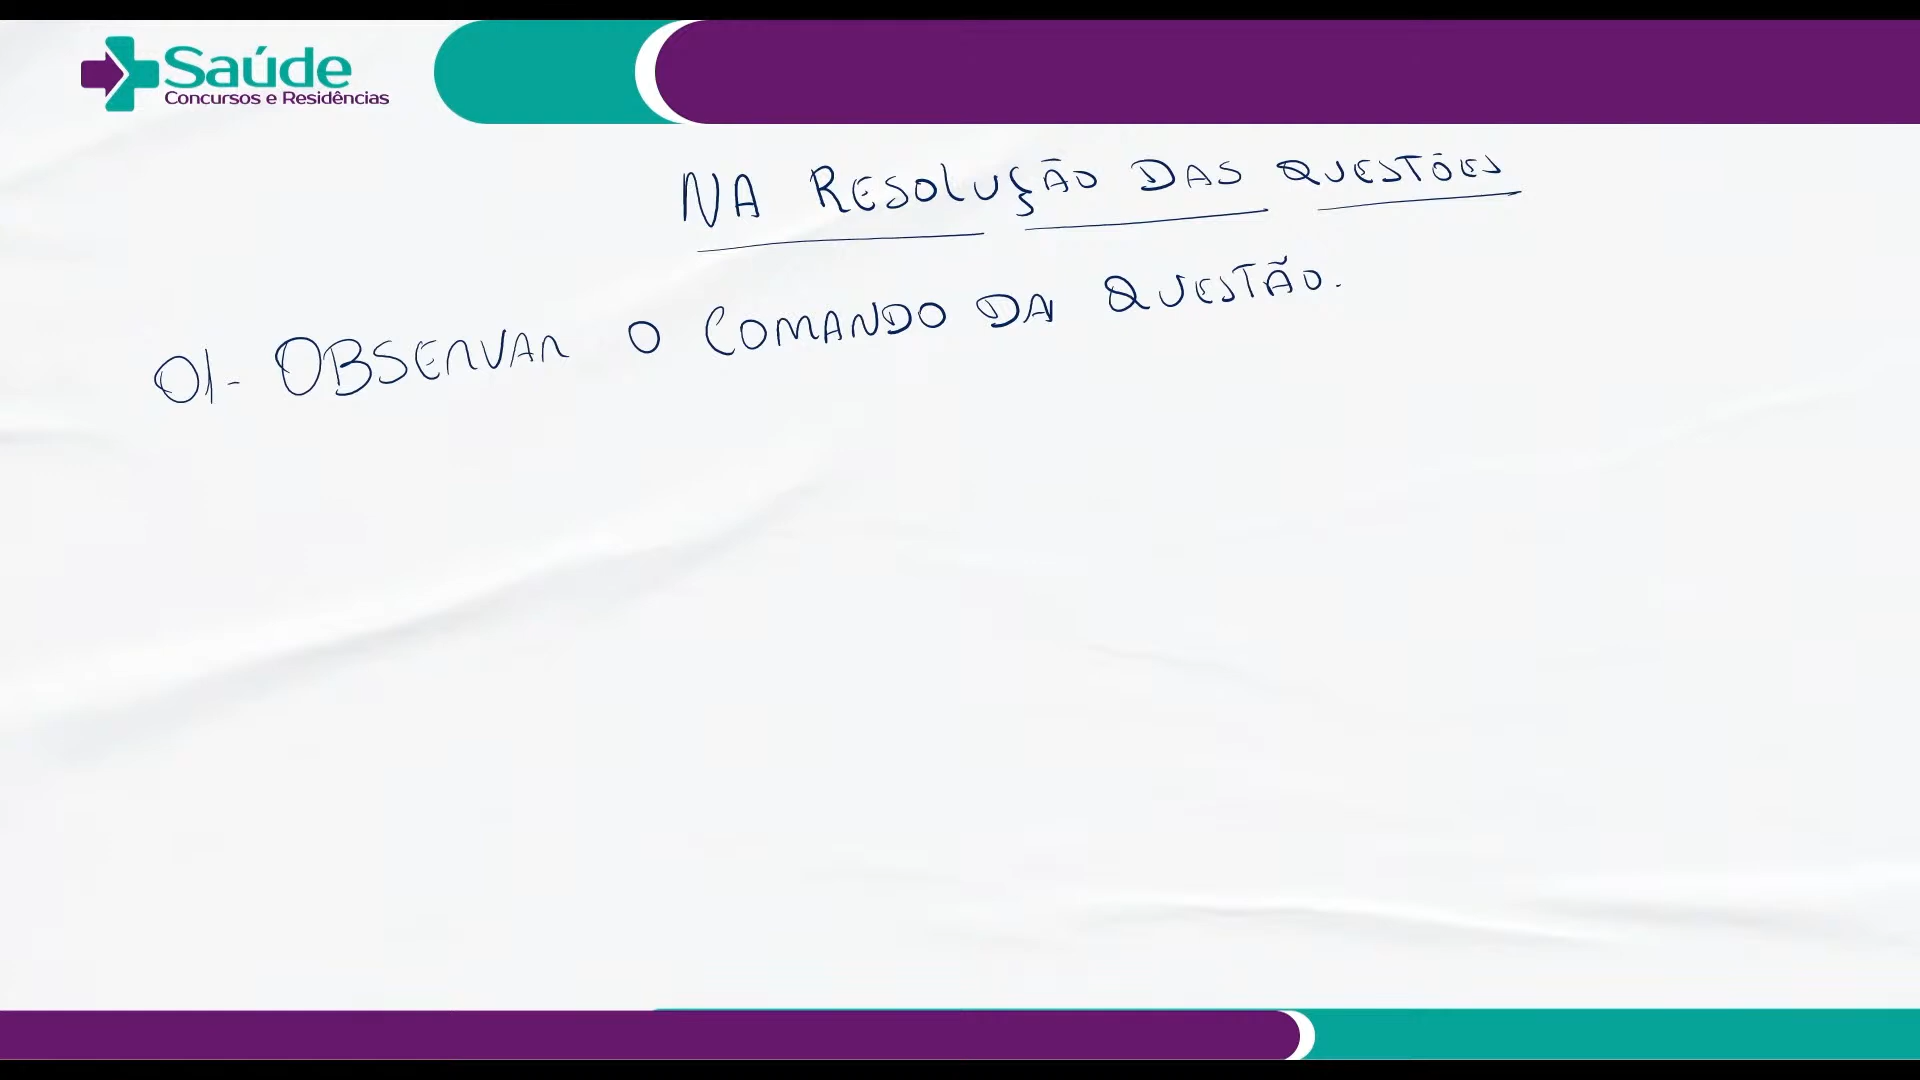 Saúde
Concursos e Residências
NA RESOLUÇÃO DAS QUESTÕES
01- OBSERVAR O COMANDO DA QUESTÃO.